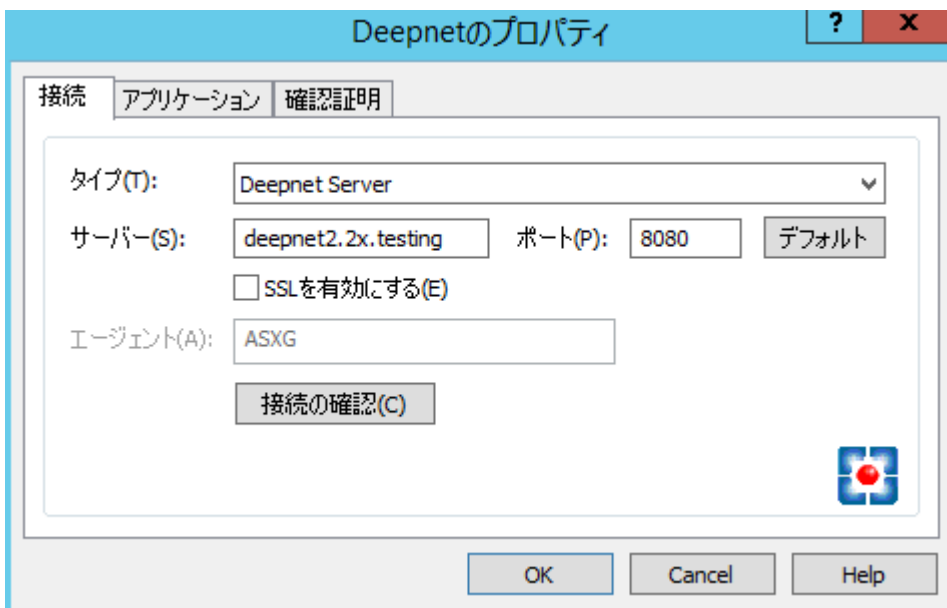 Deepnetのプロパティ ? x
接続 アプリケーション 確認証明
タイプ(T): Deepnet Server
サーバー(S): deepnet2.2x.testing ポート(P): 8080 デフォルト
SSLを有効にする(E)
エージェント(A): ASXG
接続の確認(C)
OK Cancel Help